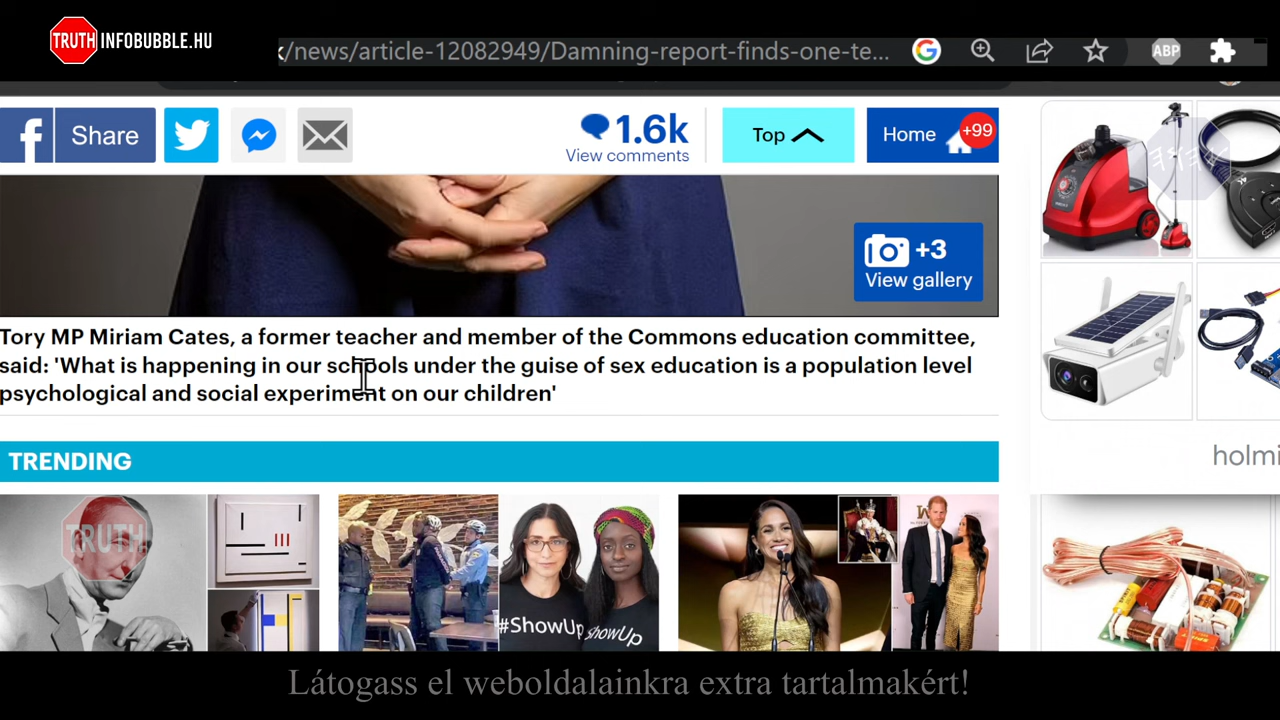 TRUTH INFOBUBBLE.HU
/news/article-12082949/Damning-report-finds-one-te...
ABP
f Share
1.6k
View comments
Top
Home +99
+3
View gallery
Tory MP Miriam Cates, a former teacher and member of the Commons education committee,
said: 'What is happening in our schools under the guise of sex education is a population level
psychological and social experiment on our children'
TRENDING
holmi
TRUTH
#ShowUp
ShowUp
Látogass el weboldalainkra extra tartalmakért!